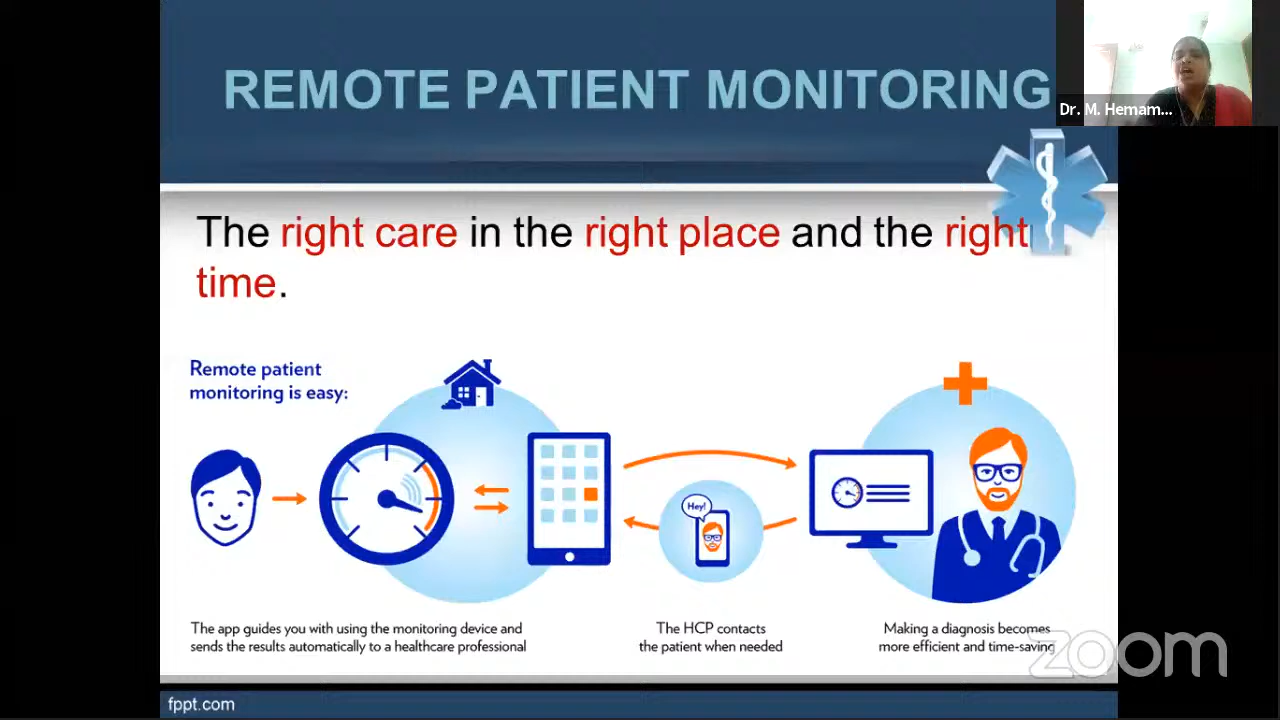 REMOTE PATIENT MONITORING
Dr. M. Hemam...
The right care in the right place and the right
time.
Remote patient
monitoring is easy:
Hey!
The app guides you with using the monitoring device and
sends the results automatically to a healthcare professional
The HCP contacts
the patient when needed
Making a diagnosis becomes
more efficient and time-saving
zoom
fppt.com